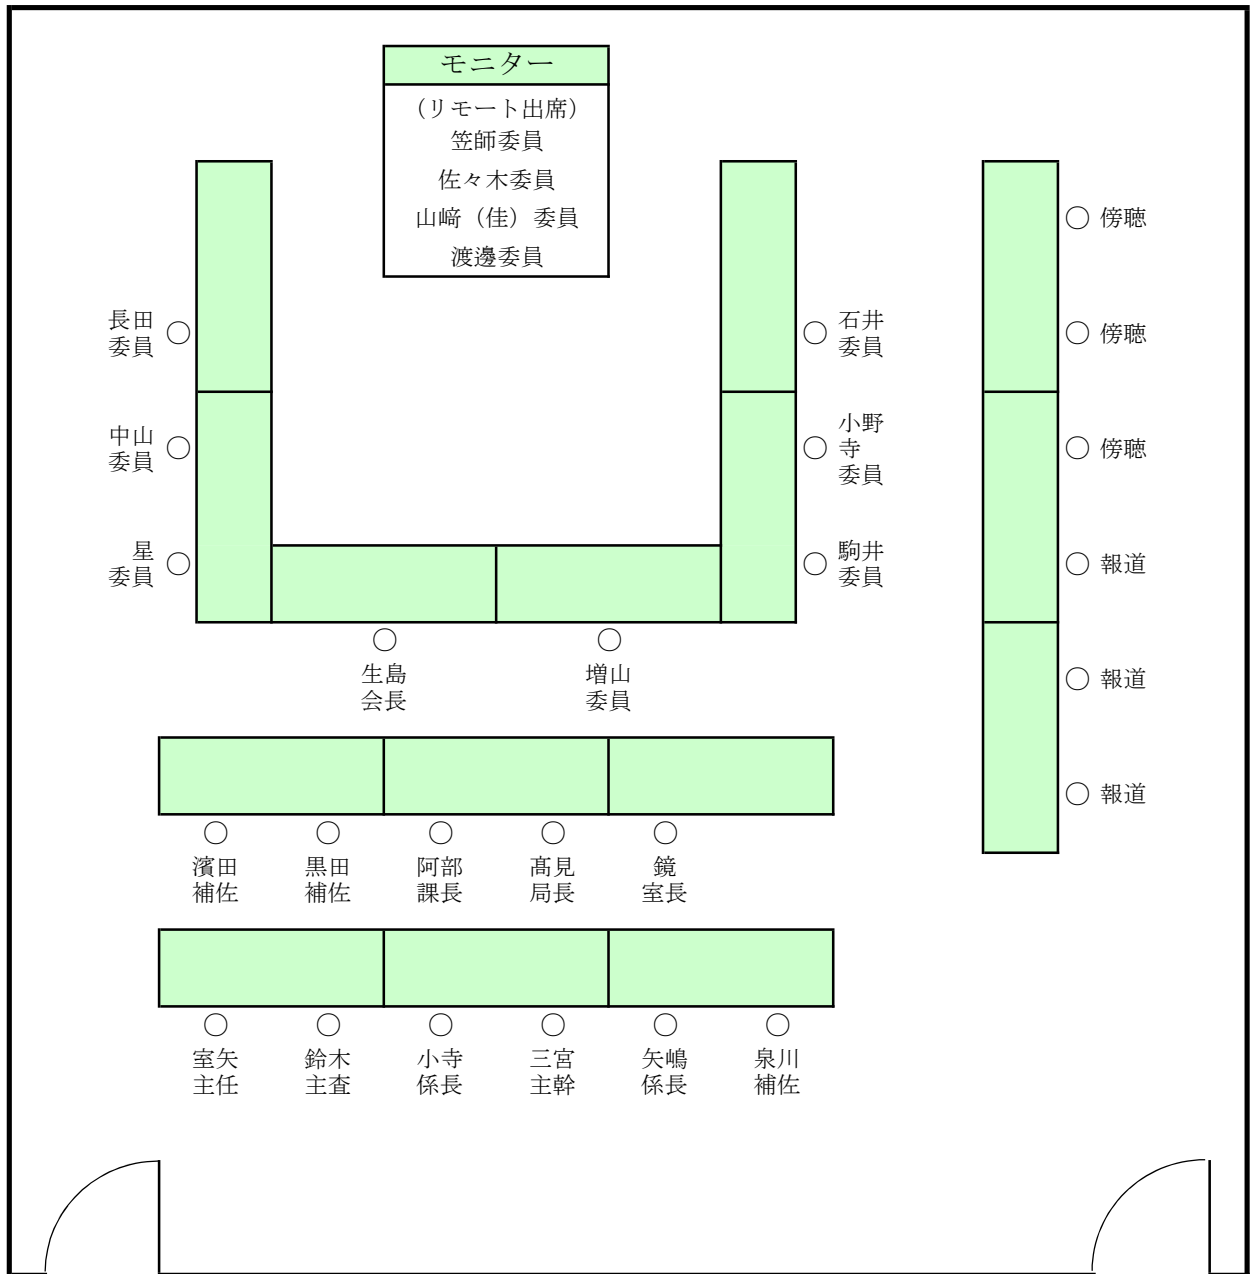 モニター
（リモート出席）
笠師委員
佐々木委員
山﨑（佳）委員
渡邊委員
長田
委員
中山
委員
星
委員
石井
委員
小野
寺
委員
駒井
委員
生島
会長
増山
委員
傍聴
傍聴
傍聴
報道
報道
報道
濱田
補佐
黒田
補佐
阿部
課長
髙見
局長
鏡
室長
室矢
主任
鈴木
主査
小寺
係長
三宮
主幹
矢嶋
係長
泉川
補佐